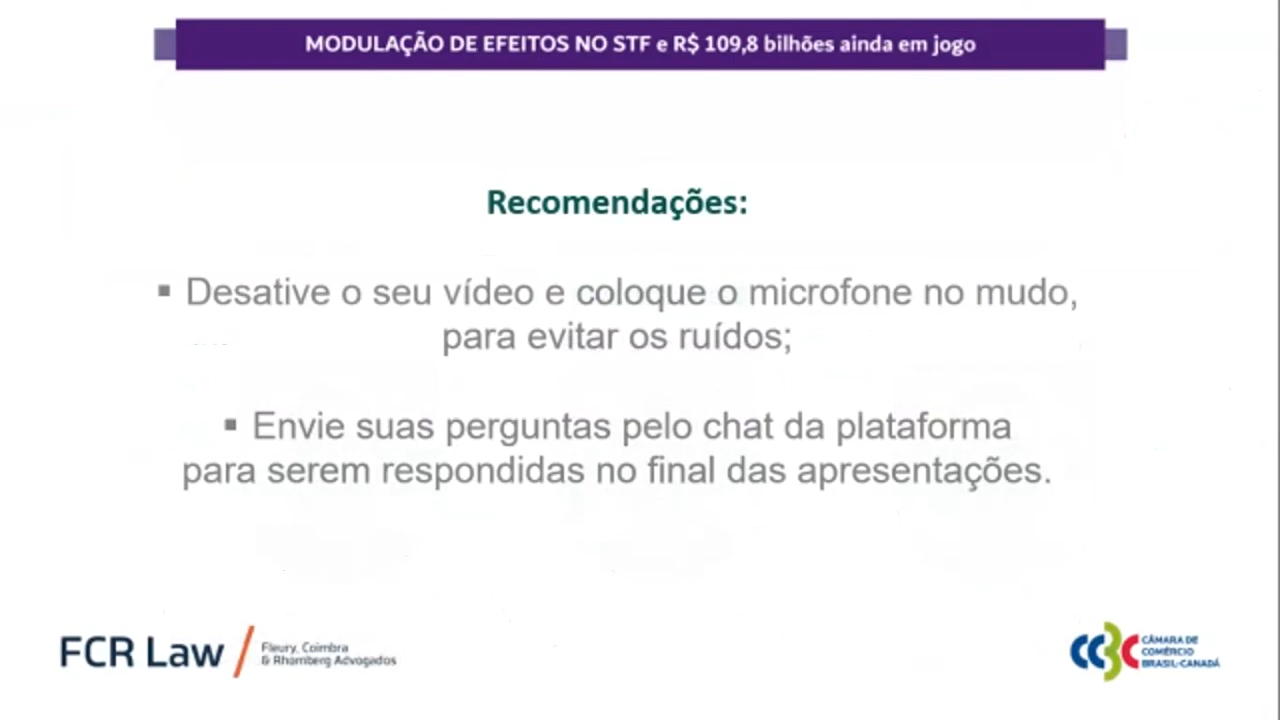 MODULAÇÃO DE EFEITOS NO STF e R$ 109,8 bilhões ainda em jogo
Recomendações:
▪ Desative o seu vídeo e coloque o microfone no mudo,
para evitar os ruídos;
▪ Envie suas perguntas pelo chat da plataforma
para serem respondidas no final das apresentações.
FCR Law / Fleury, Coimbra
& Rhomberg Advogados
CCBC CÂMARA DE
COMÉRCIO
BRASIL-CANADÁ